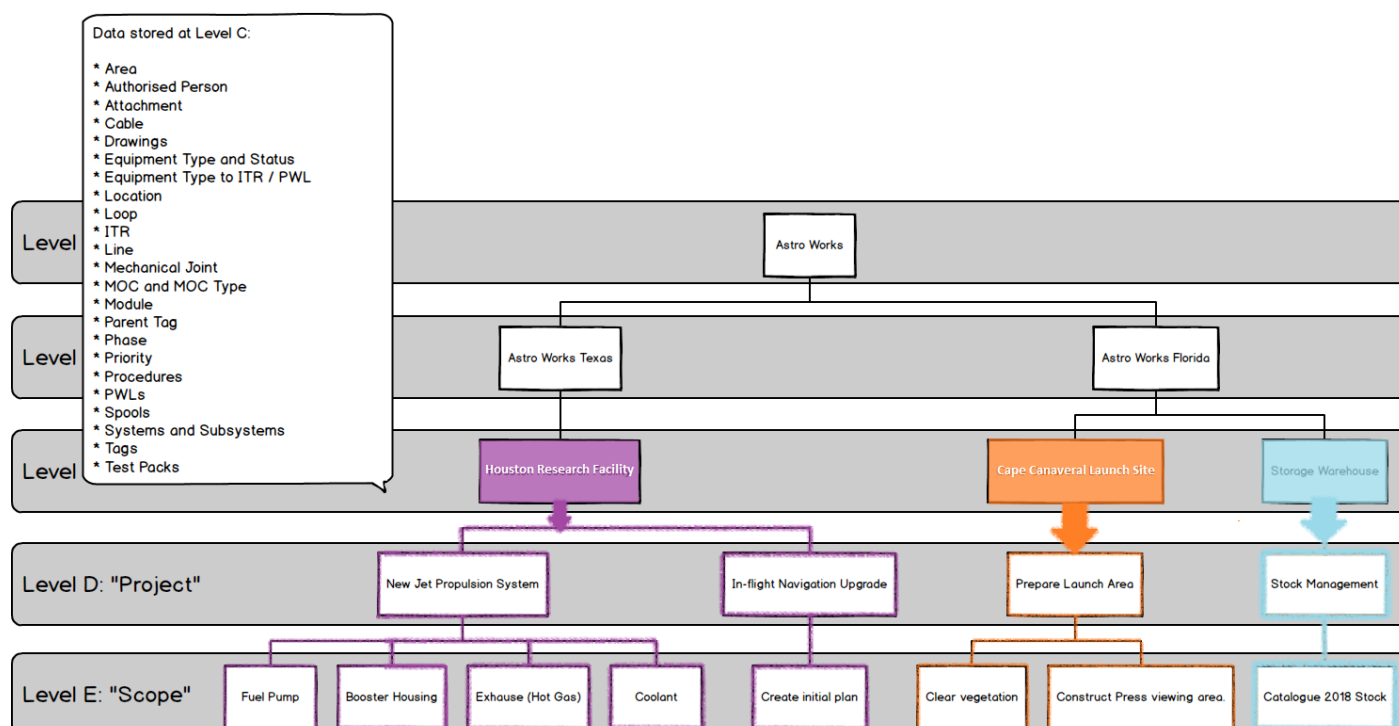 Data stored at Level C:
* Area
* Authorised Person
* Attachment
* Cable
* Drawings
* Equipment Type and Status
* Equipment Type to ITR / PWL
* Location
* Loop
* ITR
* Line
* Mechanical Joint
* MOC and MOC Type
* Module
* Parent Tag
* Phase
* Priority
* Procedures
* PWLs
* Spools
* Systems and Subsystems
* Tags
* Test Packs
Level
Astro Works
Level
Astro Works Texas
Astro Works Florida
Level
Houston Research Facility
Cape Canaveral Launch Site
Storage Warehouse
Level D: "Project"
New Jet Propulsion System
In-flight Navigation Upgrade
Prepare Launch Area
Stock Management
Level E: "Scope"
Fuel Pump
Booster Housing
Exhause (Hot Gas)
Coolant
Create initial plan
Clear vegetation
Construct Press viewing area.
Catalogue 2018 Stock